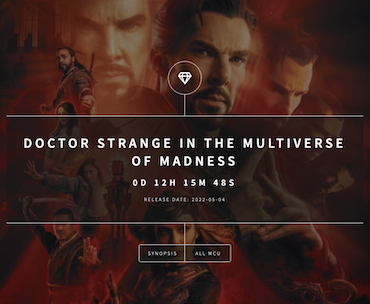 DOCTOR STRANGE IN THE MULTIVERSE
OF MADNESS
0D 12H 15M 48S
RELEASE DATE: 2022-05-04
SYNOPSIS ALL MCU